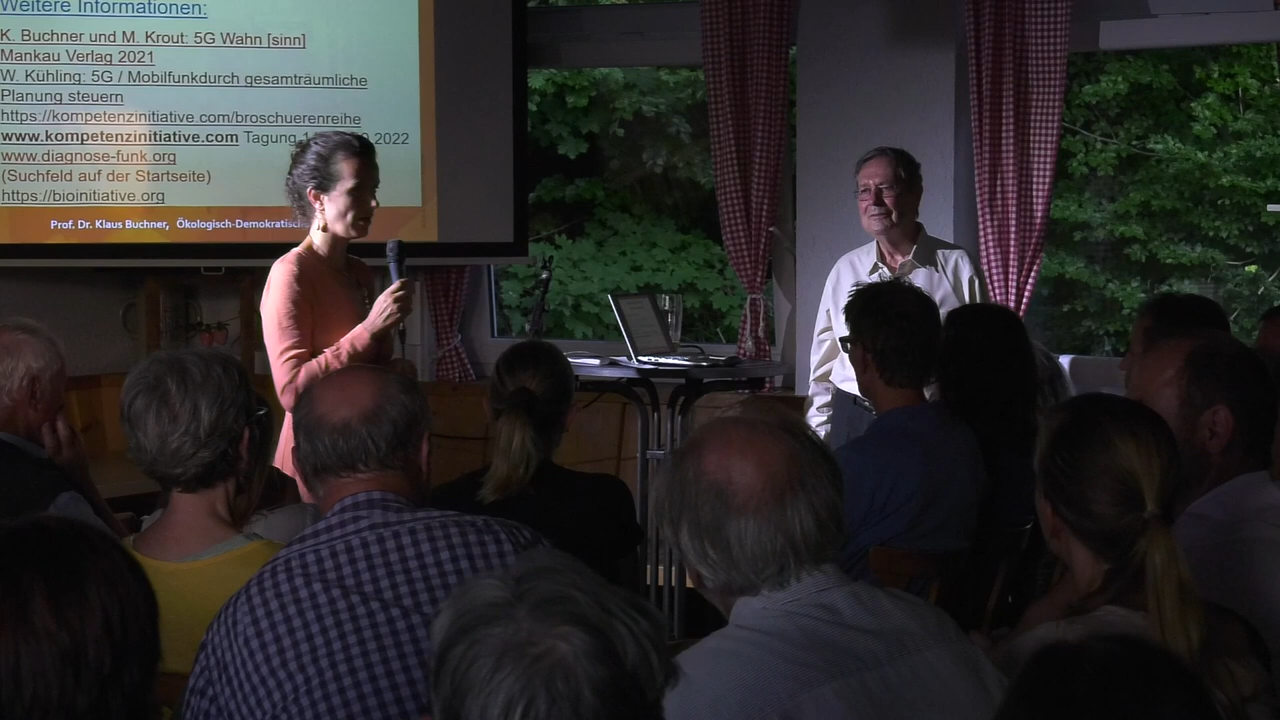 Weitere Informationen:
K. Buchner und M. Krout: 5G Wahn [sinn]
Mankau Verlag 2021
W. Kühling: 5G / Mobilfunkdurch gesamträumliche
Planung steuern
https://kompetenzinitiative.com/broschuerenreihe
www.kompetenzinitiative.com Tagung 2022
www.diagnose-funk.org
(Suchfeld auf der Startseite)
https://bioinitiative.org
Prof. Dr. Klaus Buchner, Ökologisch-Demokratisch